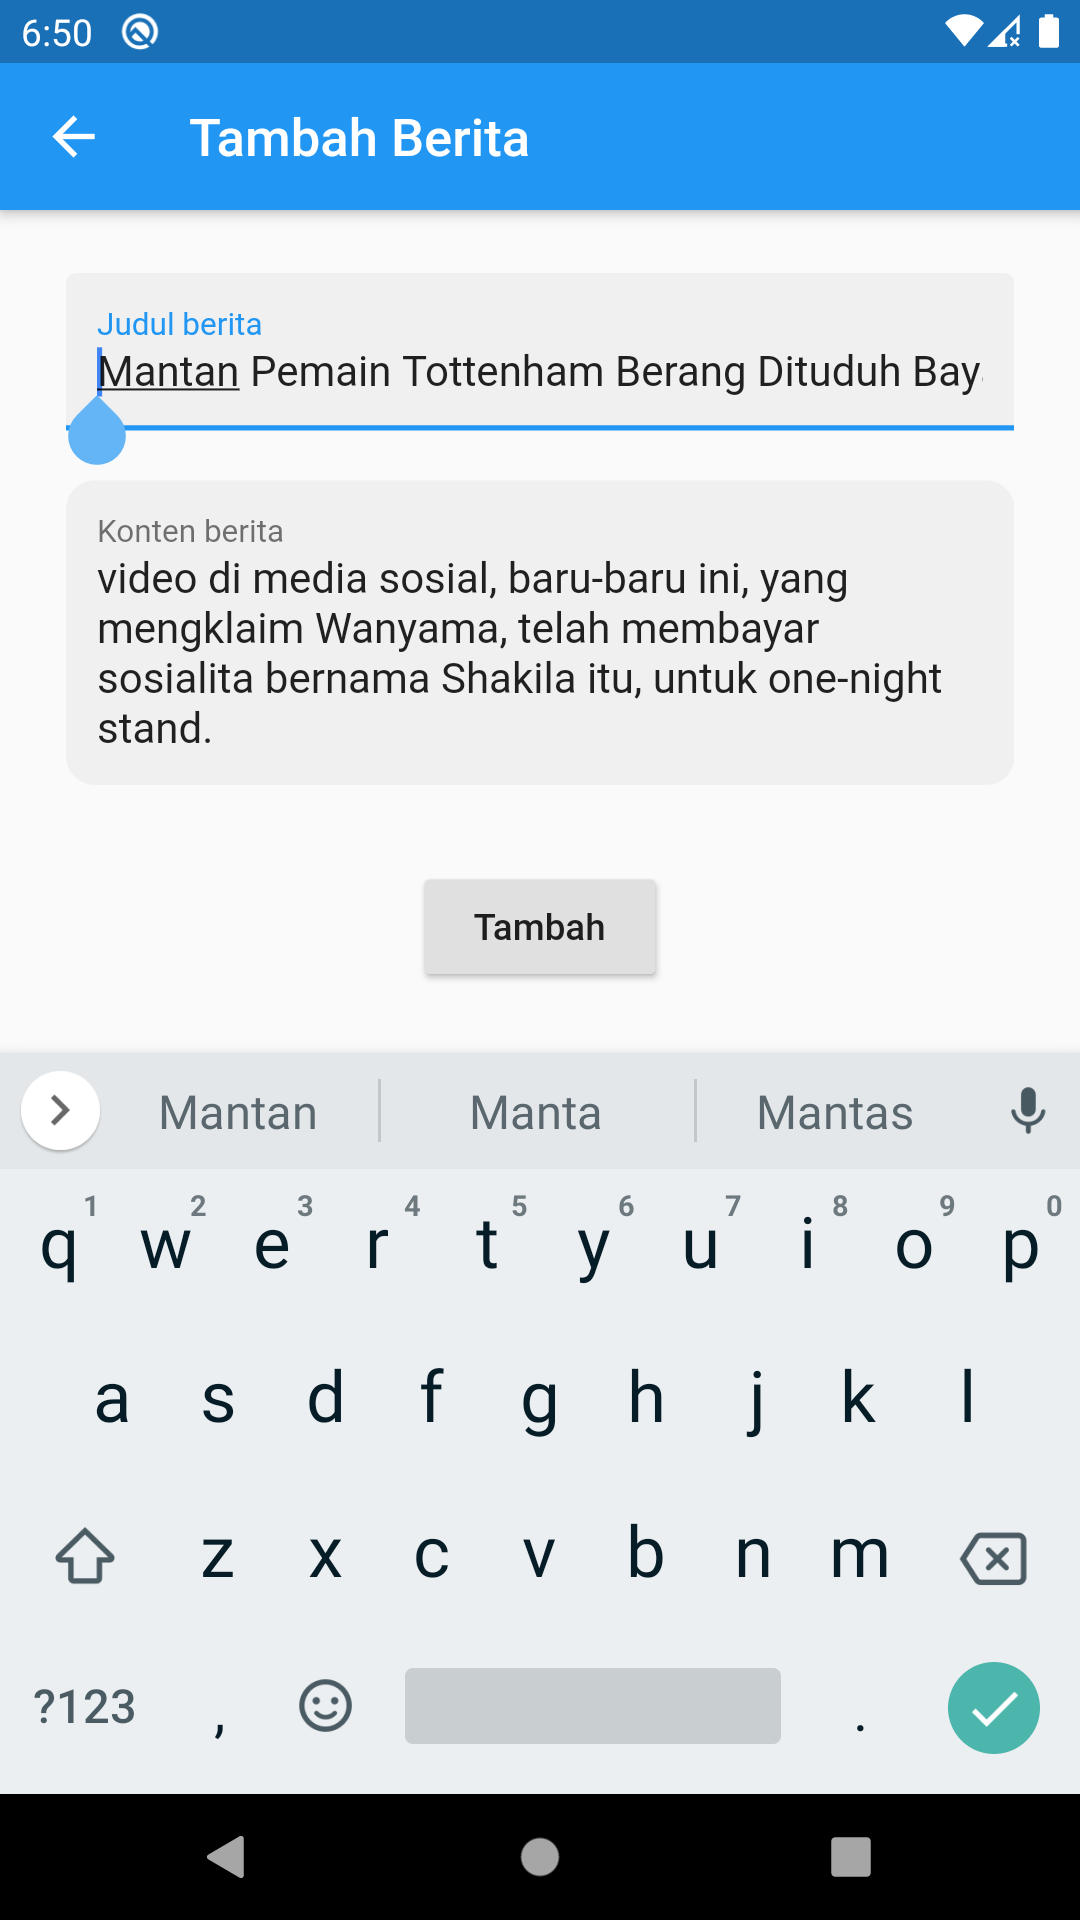 6:50
Tambah Berita
Judul berita
Mantan Pemain Tottenham Berang Dituduh Bay
Konten berita
video di media sosial, baru-baru ini, yang
mengklaim Wanyama, telah membayar
sosialita bernama Shakila itu, untuk one-night
stand.
Tambah
Mantan Manta Mantas
1 2 3 4 5 6 7 8 9 0
q w e r t y u i o p
a s d f g h j k l
z x c v b n m
?123 , .